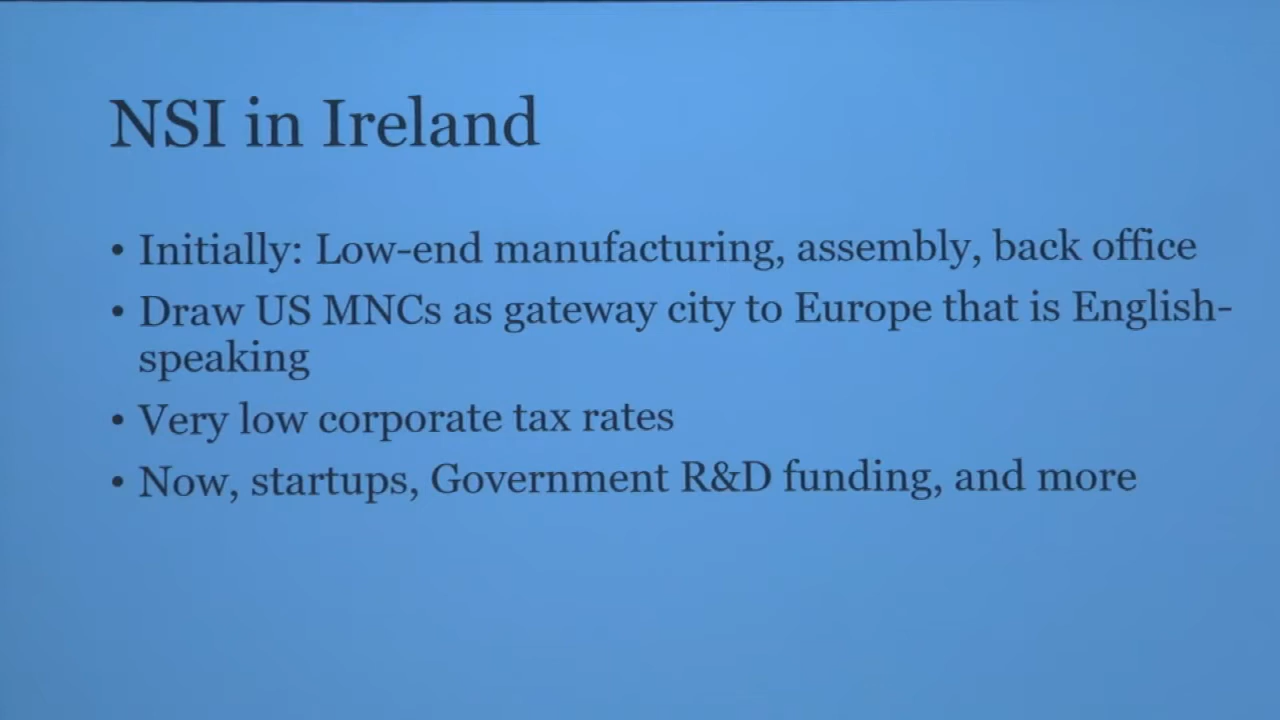 NSI in Ireland
• Initially: Low-end manufacturing, assembly, back office
• Draw US MNCs as gateway city to Europe that is English-
speaking
• Very low corporate tax rates
• Now, startups, Government R&D funding, and more